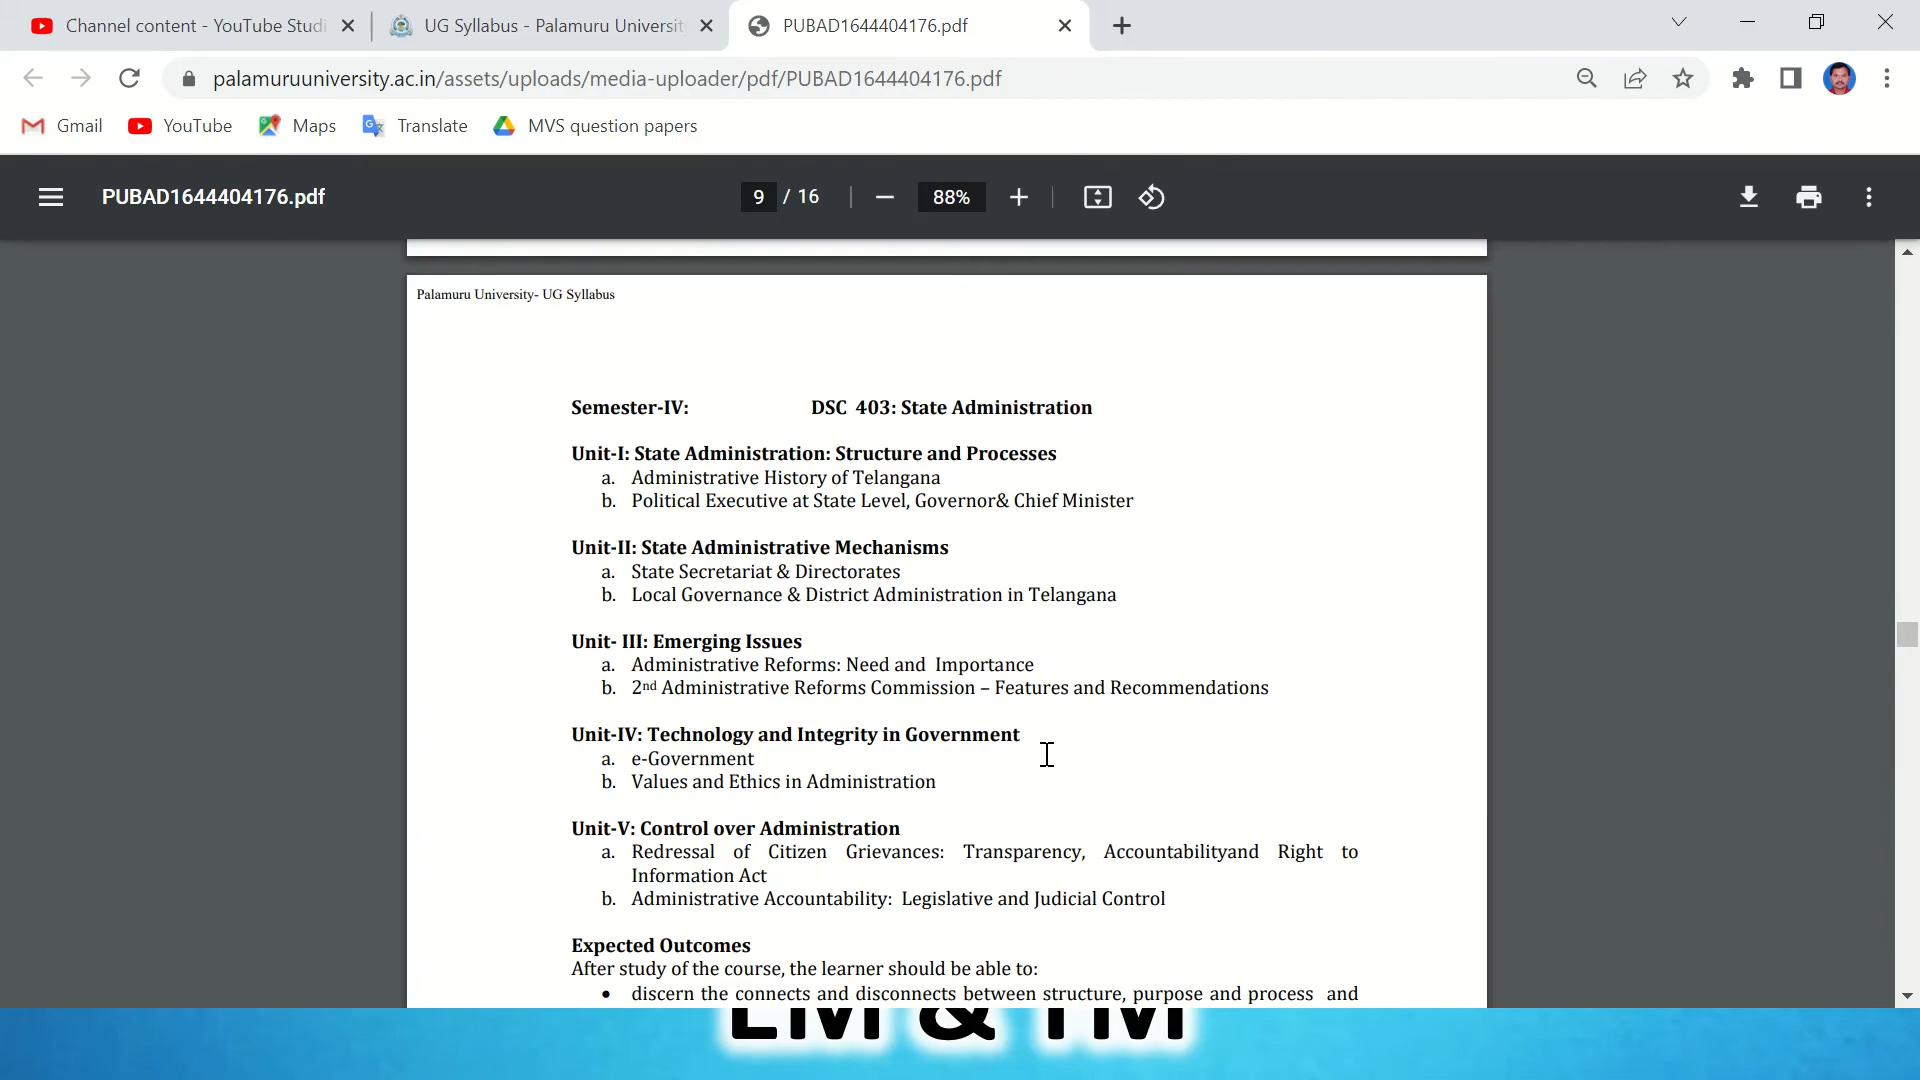 Channel content - YouTube Studi
UG Syllabus - Palamuru Universit
PUBAD1644404176.pdf
palamuruuniversity.ac.in/assets/uploads/media-uploader/pdf/PUBAD1644404176.pdf
Gmail YouTube Maps Translate MVS question papers
PUBAD1644404176.pdf 9 / 16 88%
Palamuru University- UG Syllabus
Semester-IV: DSC 403: State Administration
Unit-I: State Administration: Structure and Processes
a. Administrative History of Telangana
b. Political Executive at State Level, Governor& Chief Minister
Unit-II: State Administrative Mechanisms
a. State Secretariat & Directorates
b. Local Governance & District Administration in Telangana
Unit- III: Emerging Issues
a. Administrative Reforms: Need and Importance
b. 2nd Administrative Reforms Commission – Features and Recommendations
Unit-IV: Technology and Integrity in Government
a. e-Government
b. Values and Ethics in Administration
Unit-V: Control over Administration
a. Redressal of Citizen Grievances: Transparency, Accountabilityand Right to
Information Act
b. Administrative Accountability: Legislative and Judicial Control
Expected Outcomes
After study of the course, the learner should be able to:
• discern the connects and disconnects between structure, purpose and process and
EM & TM